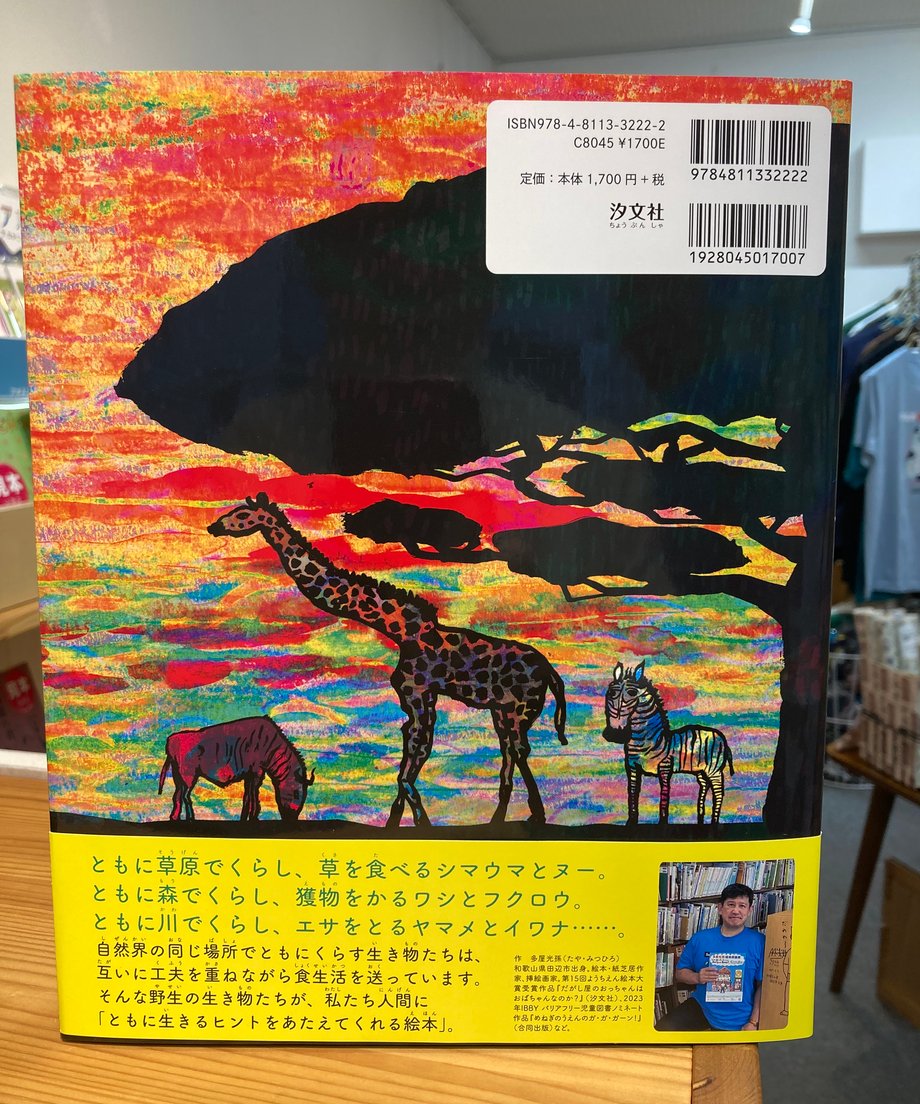 ISBN978-4-8113-3222-2
C8045 ¥1700E
9784811332222
定価：本体1,700円＋税
汐文社
ちょうぶんしゃ
1928045017007
ともに草原でくらし、草を食べるシマウマとヌー。
ともに森でくらし、獲物をかるワシとフクロウ。
ともに川でくらし、エサをとるヤマメとイワナ……。
自然界の同じ場所でともにくらす生き物たちは、
互いに工夫を重ねながら食生活を送っています。
そんな野生の生き物たちが、私たち人間に
「ともに生きるヒントをあたえてくれる絵本」。
作　多屋光孫（たや・みつひろ）
和歌山県田辺市出身。絵本・紙芝居作
家、挿絵画家。第15回ようちえん絵本大
賞受賞作品『だがし屋のおっちゃんは
おばちゃんなのか？』（汐文社）、2023
年IBBY バリアフリー児童図書ノミネート
作品『めねぎのうえんのガ・ガ・ガーン！』
（合同出版）など。
見本